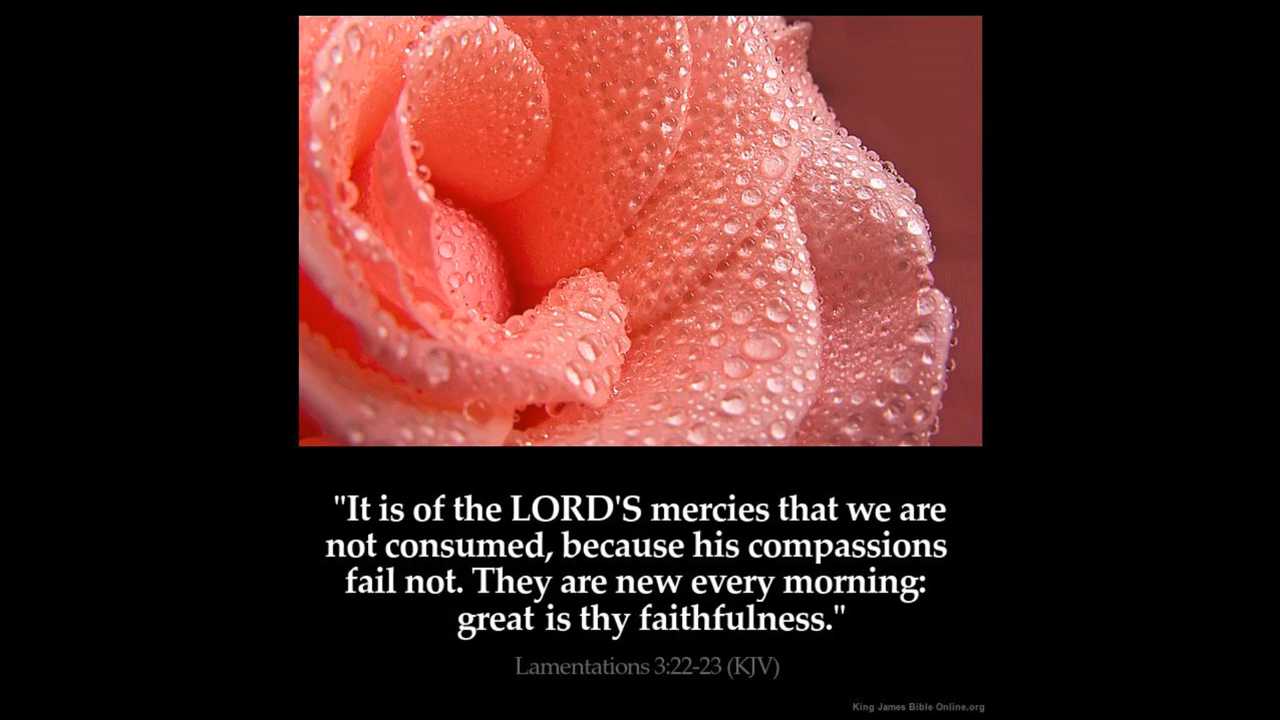 "It is of the LORD'S mercies that we are
not consumed, because his compassions
fail not. They are new every morning:
great is thy faithfulness."
Lamentations 3:22-23 (KJV)
King James Bible Online.org